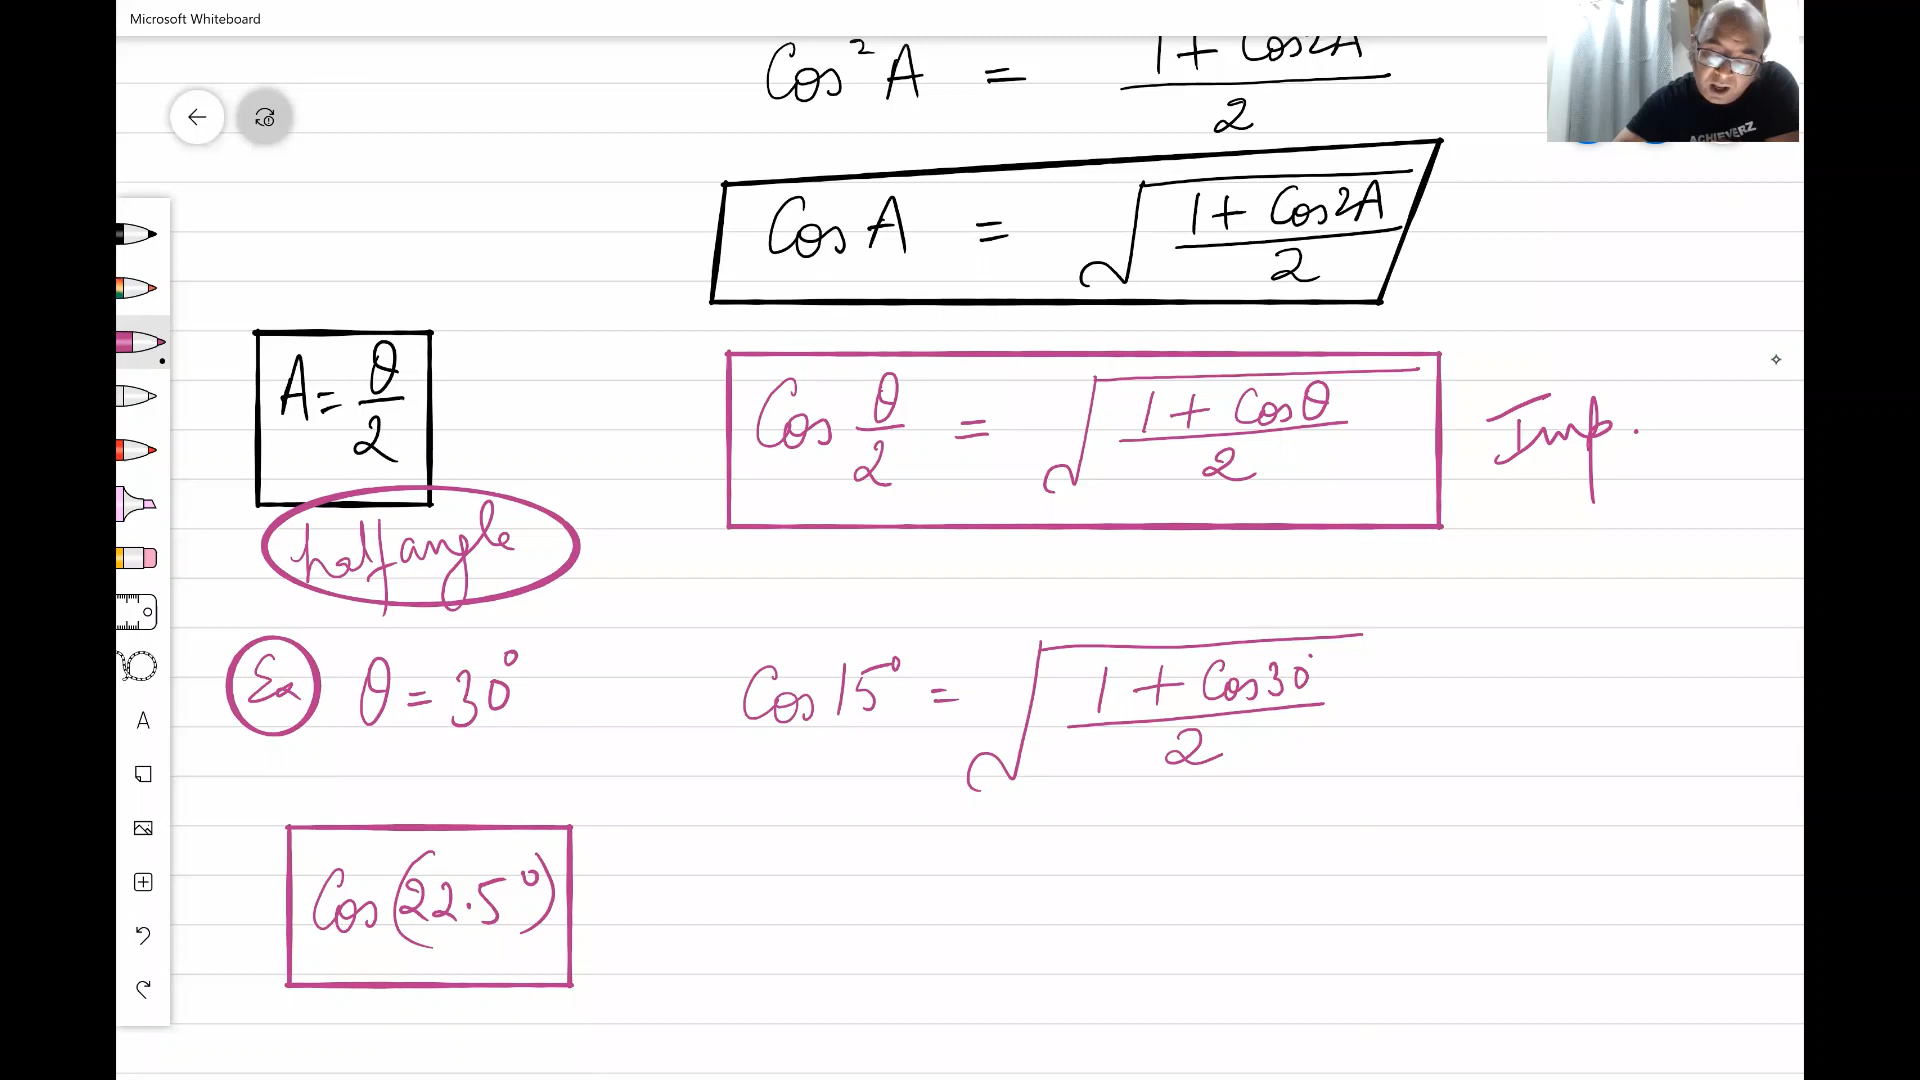 Microsoft Whiteboard
Cos²A = (1 + Cos2A)/2
ACHIEVERZ
Cos A = √((1 + Cos2A)/2)
A = θ/2
Cos θ/2 = √((1 + Cosθ)/2) Imp.
half angle
Ex θ = 30° Cos 15° = √((1 + Cos30°)/2)
A
Cos(22.5°)